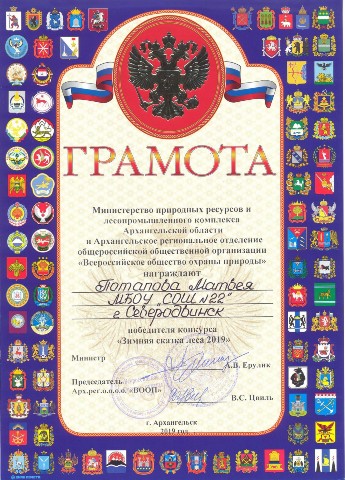 ГРАМОТА
Министерство природных ресурсов и
лесопромышленного комплекса
Архангельской области
и Архангельское региональное отделение
общероссийской общественной организации
«Всероссийское общество охраны природы»
награждают
Потапова Матвея
МБОУ „СОШ №22"
г. Северодвинск
победителя конкурса
«Зимняя сказка леса 2019»
Министр
А.В. Ерулик
Председатель
Арх.рег.о.о.о.о. «ВООП»
В.С. Цвиль
г. Архангельск
2019 год